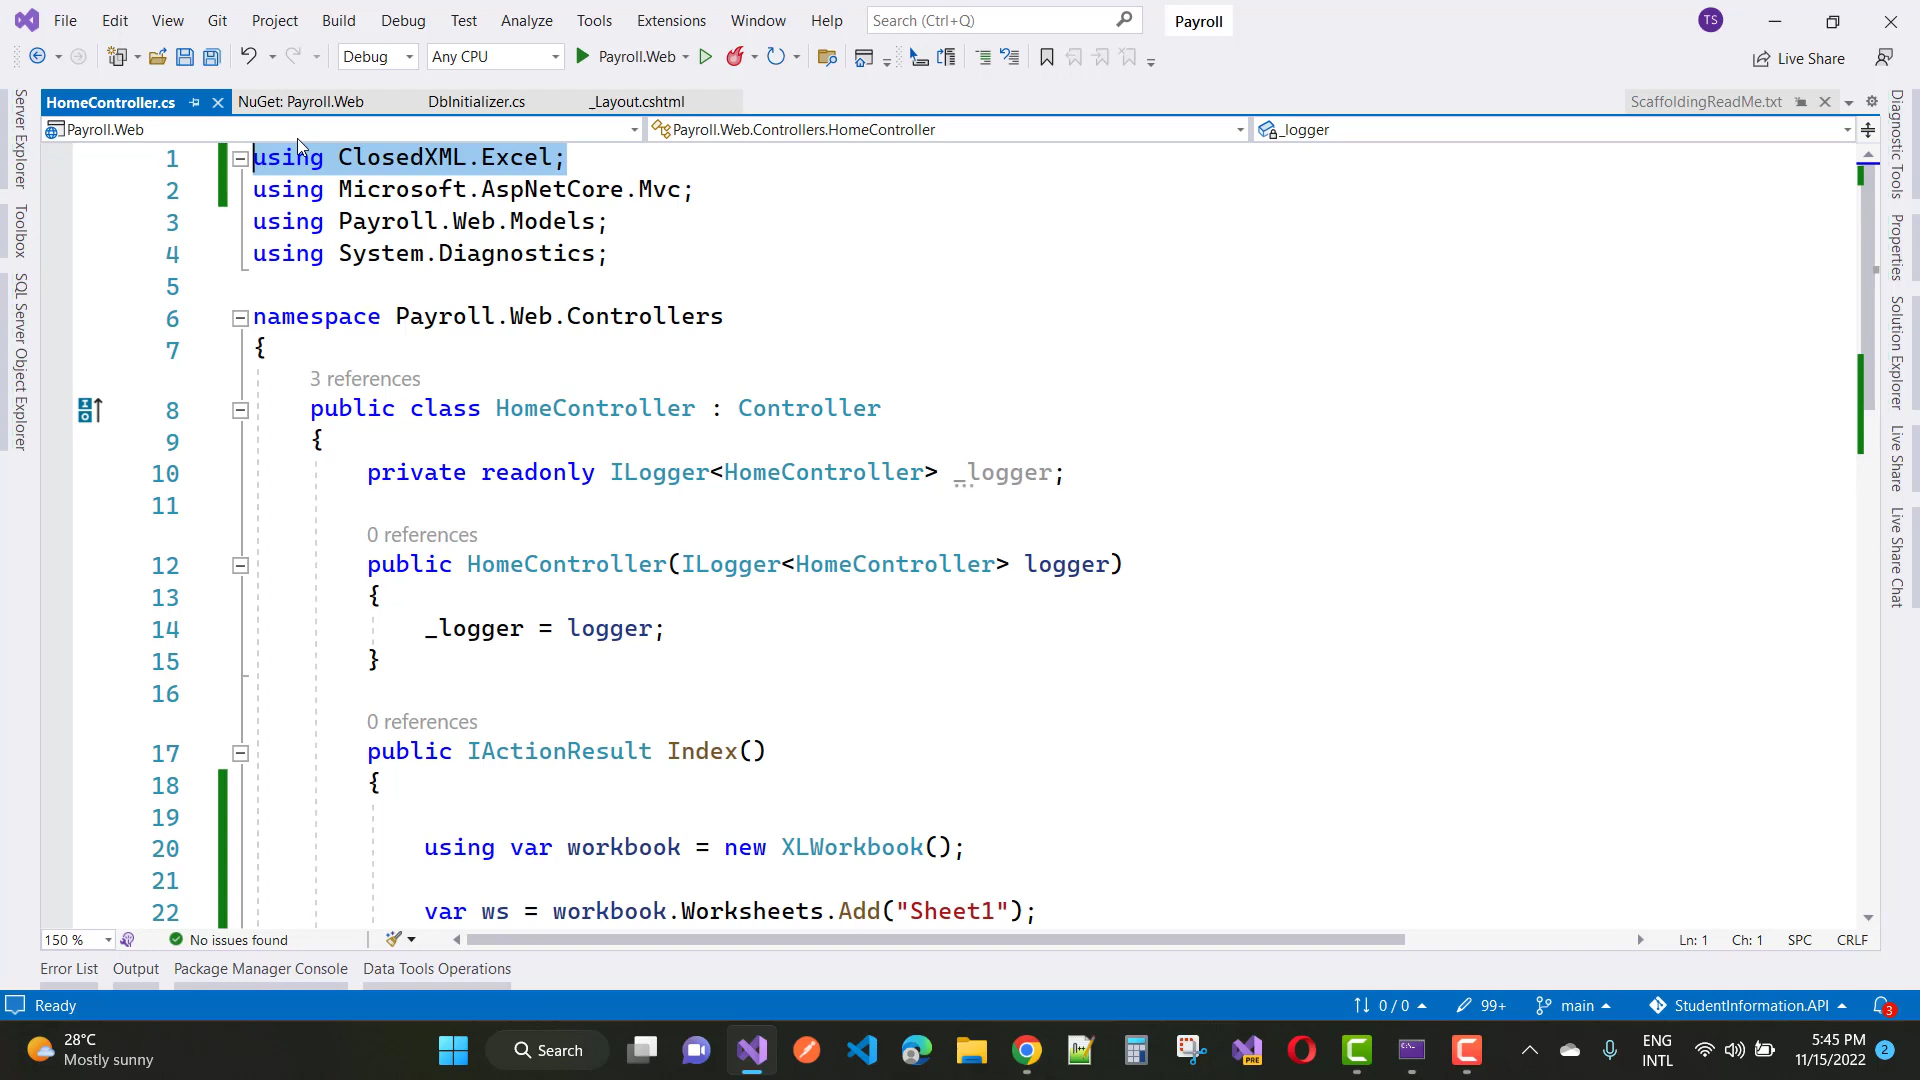 File Edit View Git Project Build Debug Test Analyze Tools Extensions Window Help Search (Ctrl+Q) Payroll TS
Debug Any CPU Payroll.Web Live Share
HomeController.cs NuGet: Payroll.Web DbInitializer.cs _Layout.cshtml ScaffoldingReadMe.txt
Payroll.Web Payroll.Web.Controllers.HomeController _logger
Server Explorer
Toolbox
SQL Server Object Explorer
1 using ClosedXML.Excel;
2 using Microsoft.AspNetCore.Mvc;
3 using Payroll.Web.Models;
4 using System.Diagnostics;
5
6 namespace Payroll.Web.Controllers
7 {
3 references
8 public class HomeController : Controller
9 {
10 private readonly ILogger<HomeController> _logger;
11
0 references
12 public HomeController(ILogger<HomeController> logger)
13 {
14 _logger = logger;
15 }
16
0 references
17 public IActionResult Index()
18 {
19
20 using var workbook = new XLWorkbook();
21
22 var ws = workbook.Worksheets.Add("Sheet1");
Diagnostic Tools
Properties
Solution Explorer
Live Share
Live Share Chat
150 % No issues found Ln: 1 Ch: 1 SPC CRLF
Error List Output Package Manager Console Data Tools Operations
Ready 0 / 0 99+ main StudentInformation.API 3
28°C
Mostly sunny
Search
PRE
ENG
INTL
5:45 PM
11/15/2022
2